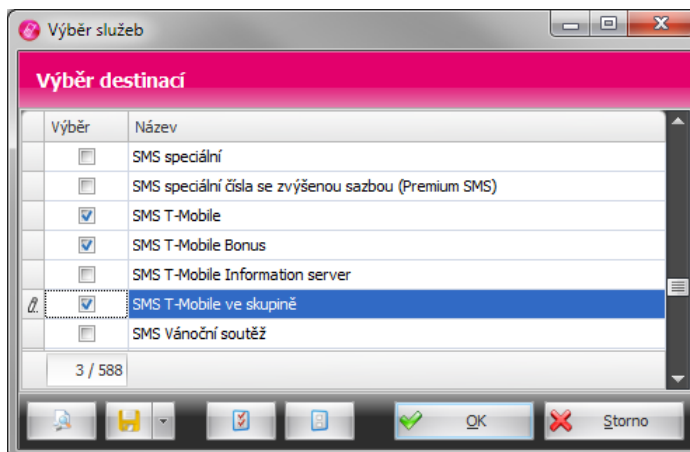 Výběr služeb
Výběr destinací
Výběr Název
SMS speciální
SMS speciální čísla se zvýšenou sazbou (Premium SMS)
SMS T-Mobile
SMS T-Mobile Bonus
SMS T-Mobile Information server
SMS T-Mobile ve skupině
SMS Vánoční soutěž
3 / 588
OK Storno